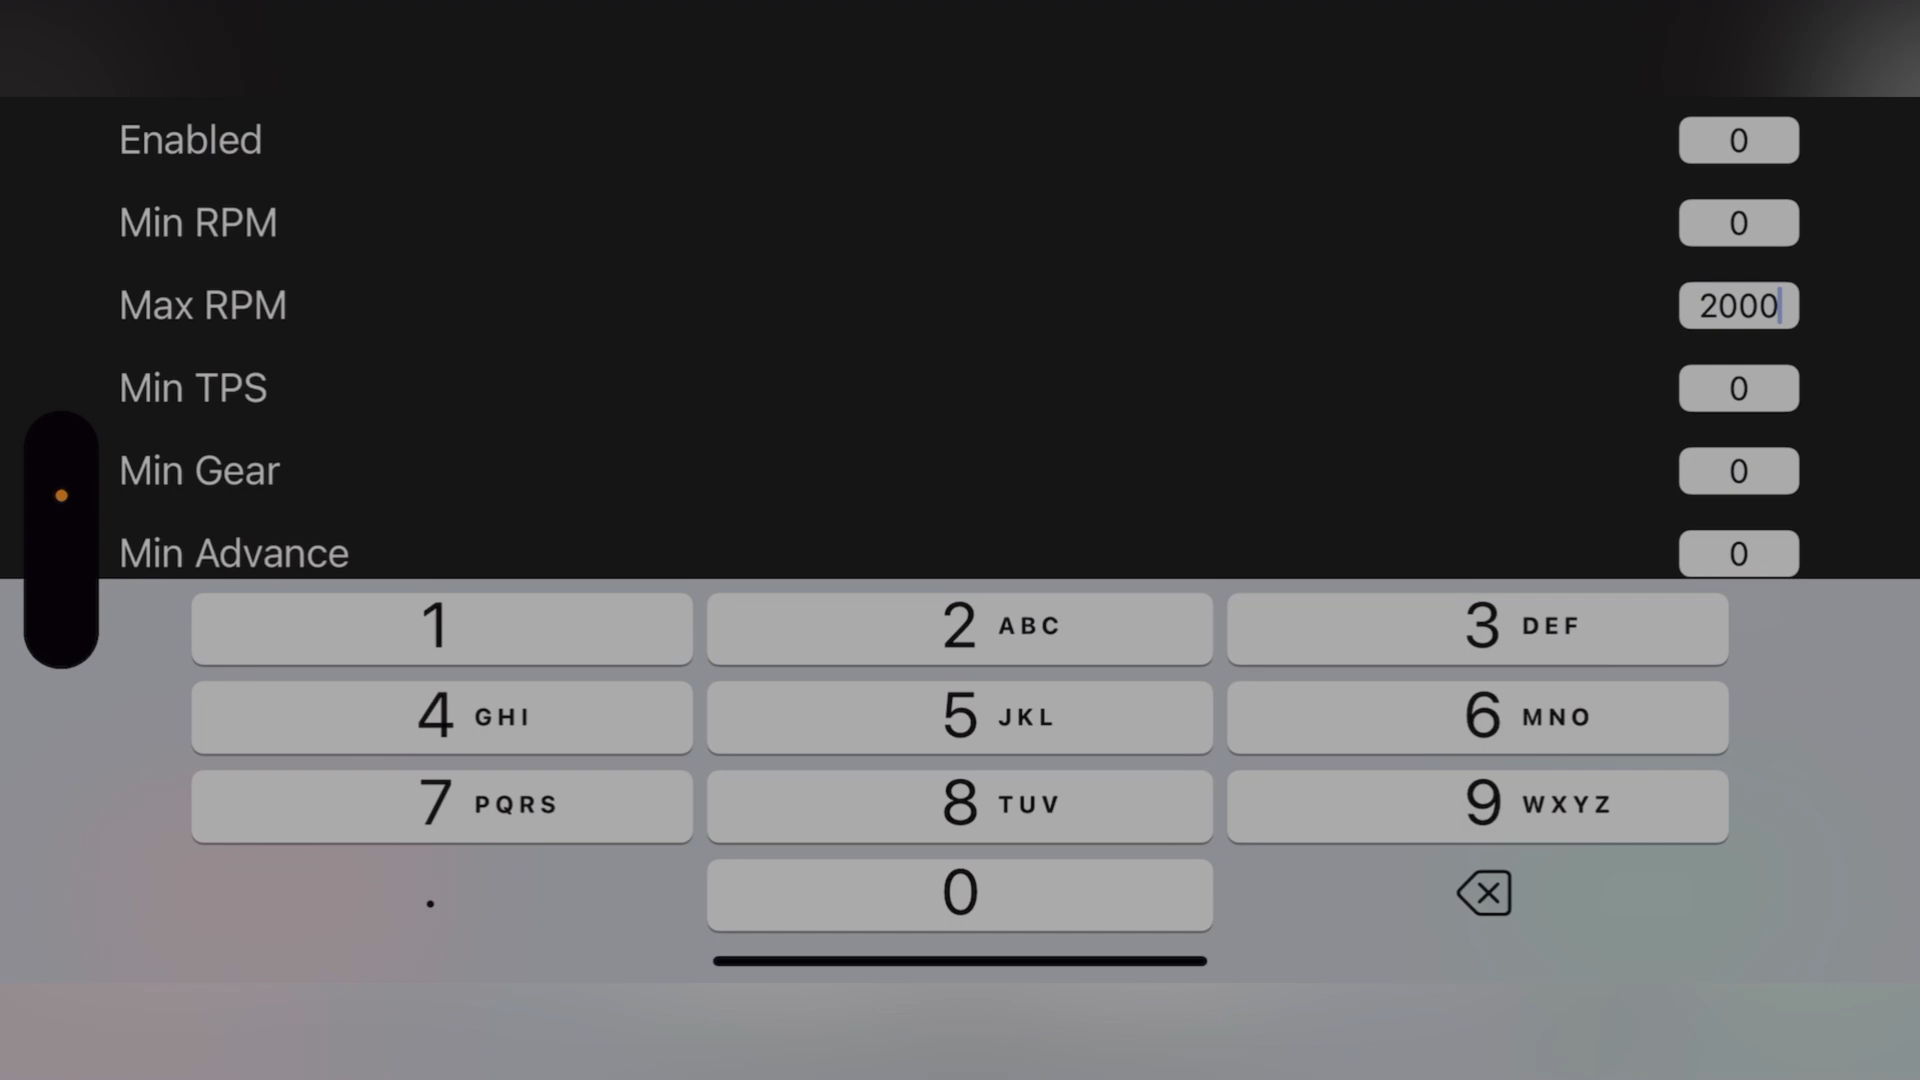 Enabled 0
Min RPM 0
Max RPM 2000
Min TPS 0
Min Gear 0
Min Advance 0
1 2 ABC 3 DEF
4 GHI 5 JKL 6 MNO
7 PQRS 8 TUV 9 WXYZ
. 0